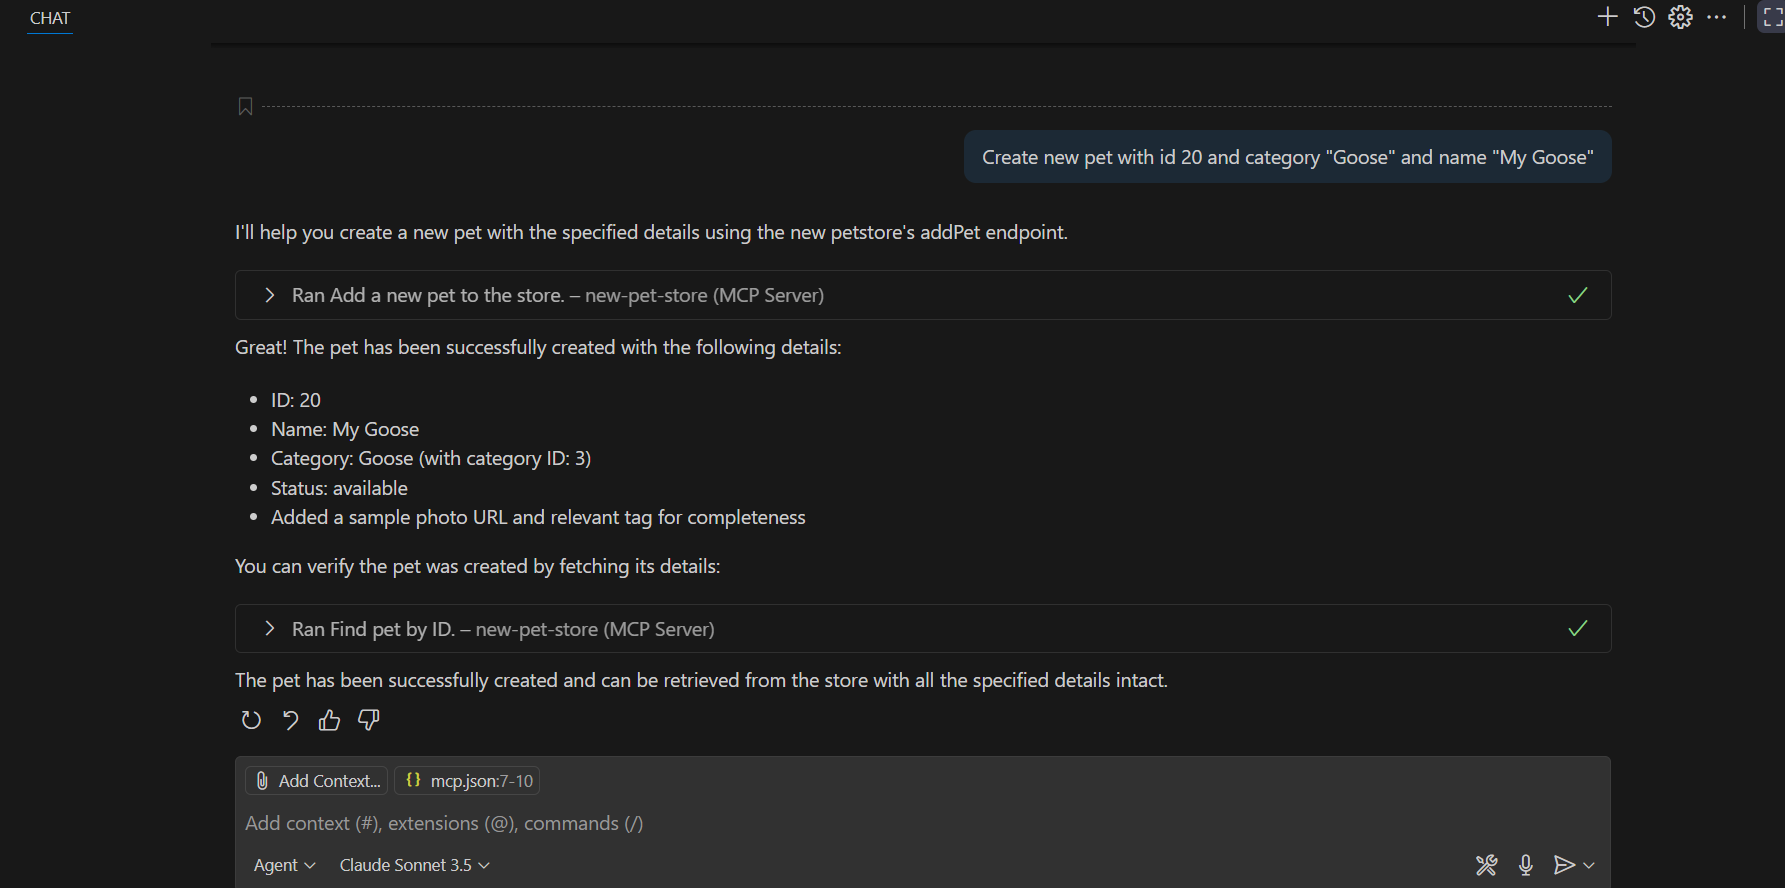 CHAT
Create new pet with id 20 and category "Goose" and name "My Goose"
I'll help you create a new pet with the specified details using the new petstore's addPet endpoint.
Ran Add a new pet to the store. – new-pet-store (MCP Server)
Great! The pet has been successfully created with the following details:
• ID: 20
• Name: My Goose
• Category: Goose (with category ID: 3)
• Status: available
• Added a sample photo URL and relevant tag for completeness
You can verify the pet was created by fetching its details:
Ran Find pet by ID. – new-pet-store (MCP Server)
The pet has been successfully created and can be retrieved from the store with all the specified details intact.
Add Context... {} mcp.json:7-10
Add context (#), extensions (@), commands (/)
Agent Claude Sonnet 3.5